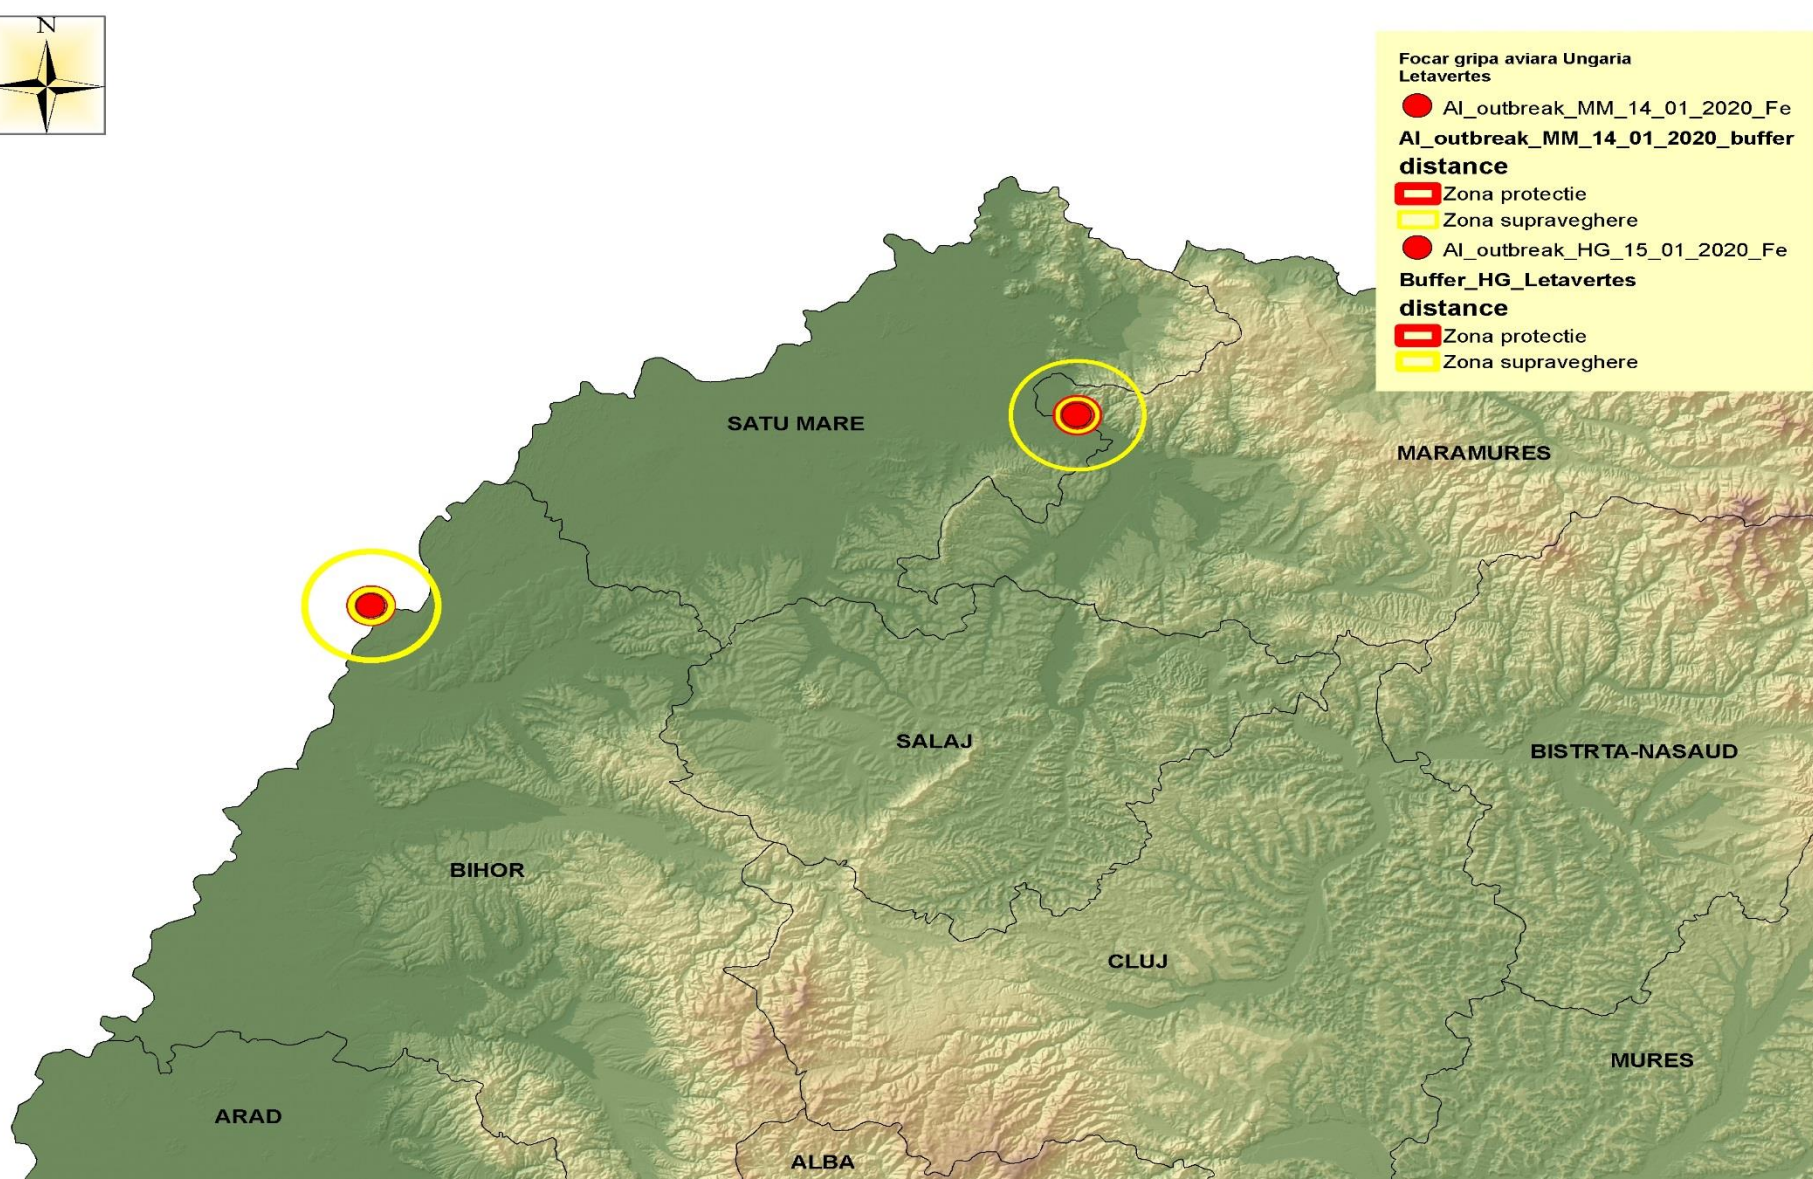 N
Focar gripa aviara Ungaria
Letavertes
AI_outbreak_MM_14_01_2020_Fe
AI_outbreak_MM_14_01_2020_buffer
distance
Zona protectie
Zona supraveghere
AI_outbreak_HG_15_01_2020_Fe
Buffer_HG_Letavertes
distance
Zona protectie
Zona supraveghere
SATU MARE
MARAMURES
SALAJ
BISTRTA-NASAUD
BIHOR
CLUJ
MURES
ARAD
ALBA